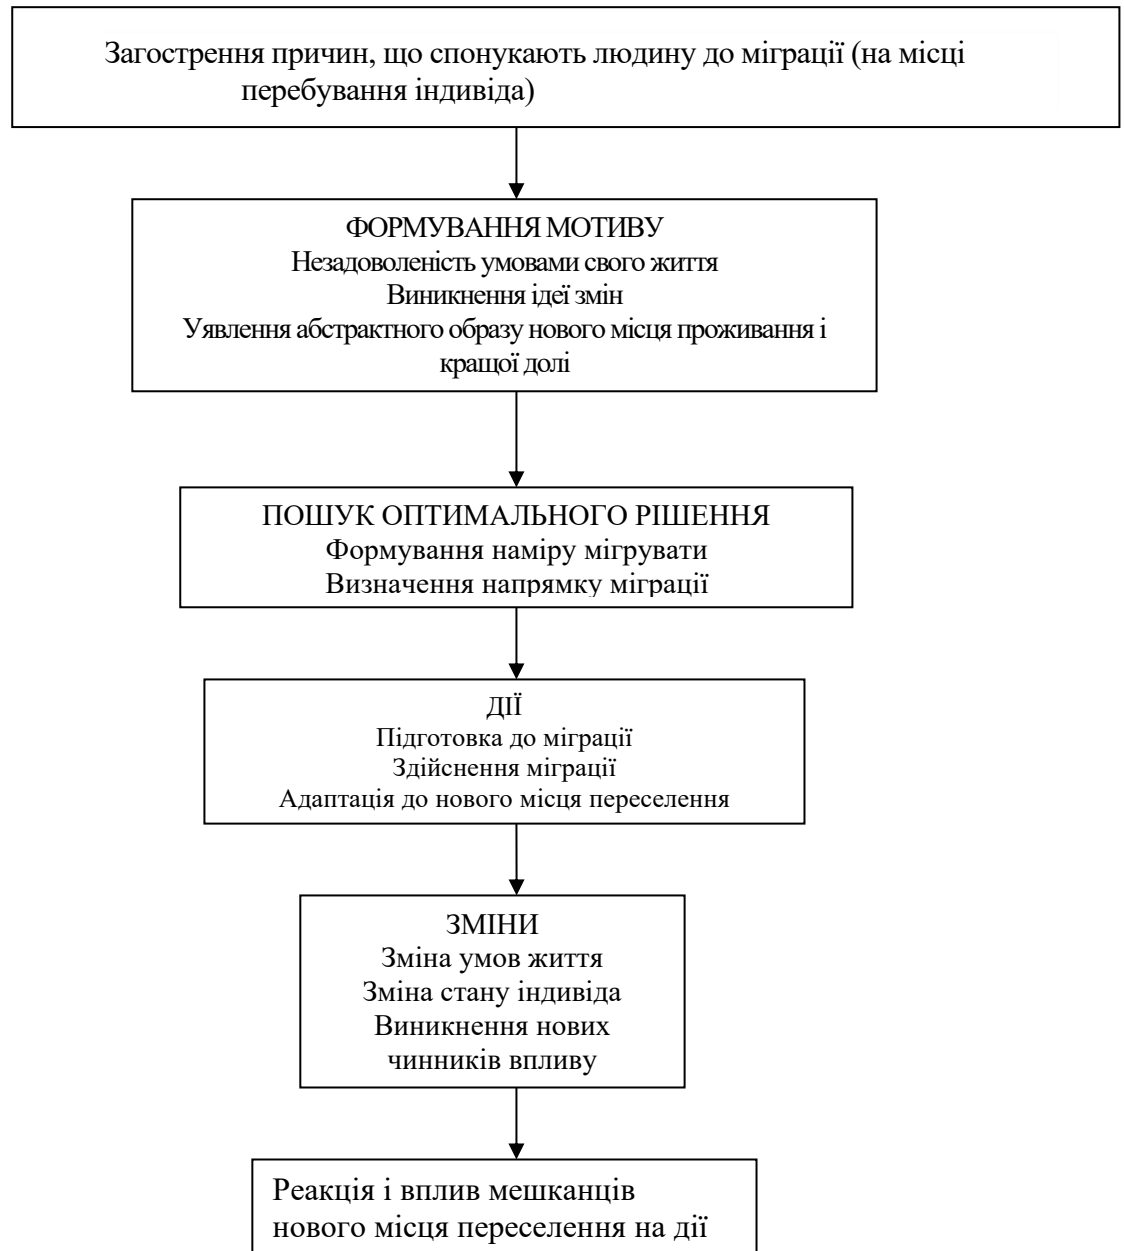 Загострення причин, що спонукають людину до міграції (на місці
перебування індивіда)
ФОРМУВАННЯ МОТИВУ
Незадоволеність умовами свого життя
Виникнення ідеї змін
Уявлення абстрактного образу нового місця проживання і
кращої долі
ПОШУК ОПТИМАЛЬНОГО РІШЕННЯ
Формування наміру мігрувати
Визначення напрямку міграції
ДІЇ
Підготовка до міграції
Здійснення міграції
Адаптація до нового місця переселення
ЗМІНИ
Зміна умов життя
Зміна стану індивіда
Виникнення нових
чинників впливу
Реакція і вплив мешканців
нового місця переселення на дії